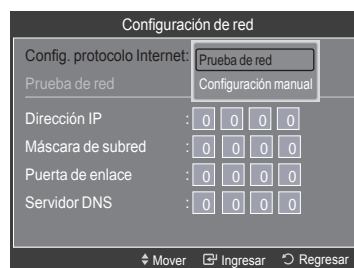 Configuración de red
Config. protocolo Internet:
Prueba de red
Configuración manual
Prueba de red
Dirección IP : 0 0 0 0
Máscara de subred : 0 0 0 0
Puerta de enlace : 0 0 0 0
Servidor DNS : 0 0 0 0
Mover Ingresar Regresar